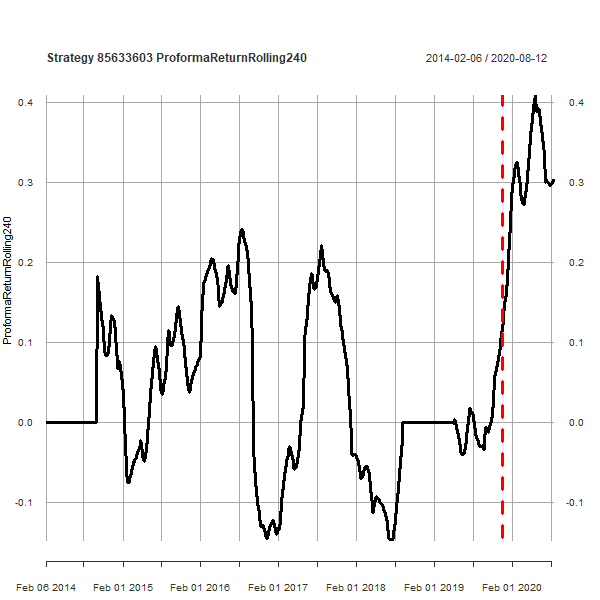 Strategy 85633603 ProformaReturnRolling240
2014-02-06 / 2020-08-12
0.4
0.4
0.3
0.3
0.2
0.2
0.1
0.1
0.0
0.0
-0.1
-0.1
ProformaReturnRolling240
Feb 06 2014
Feb 01 2015
Feb 01 2016
Feb 01 2017
Feb 01 2018
Feb 01 2019
Feb 01 2020